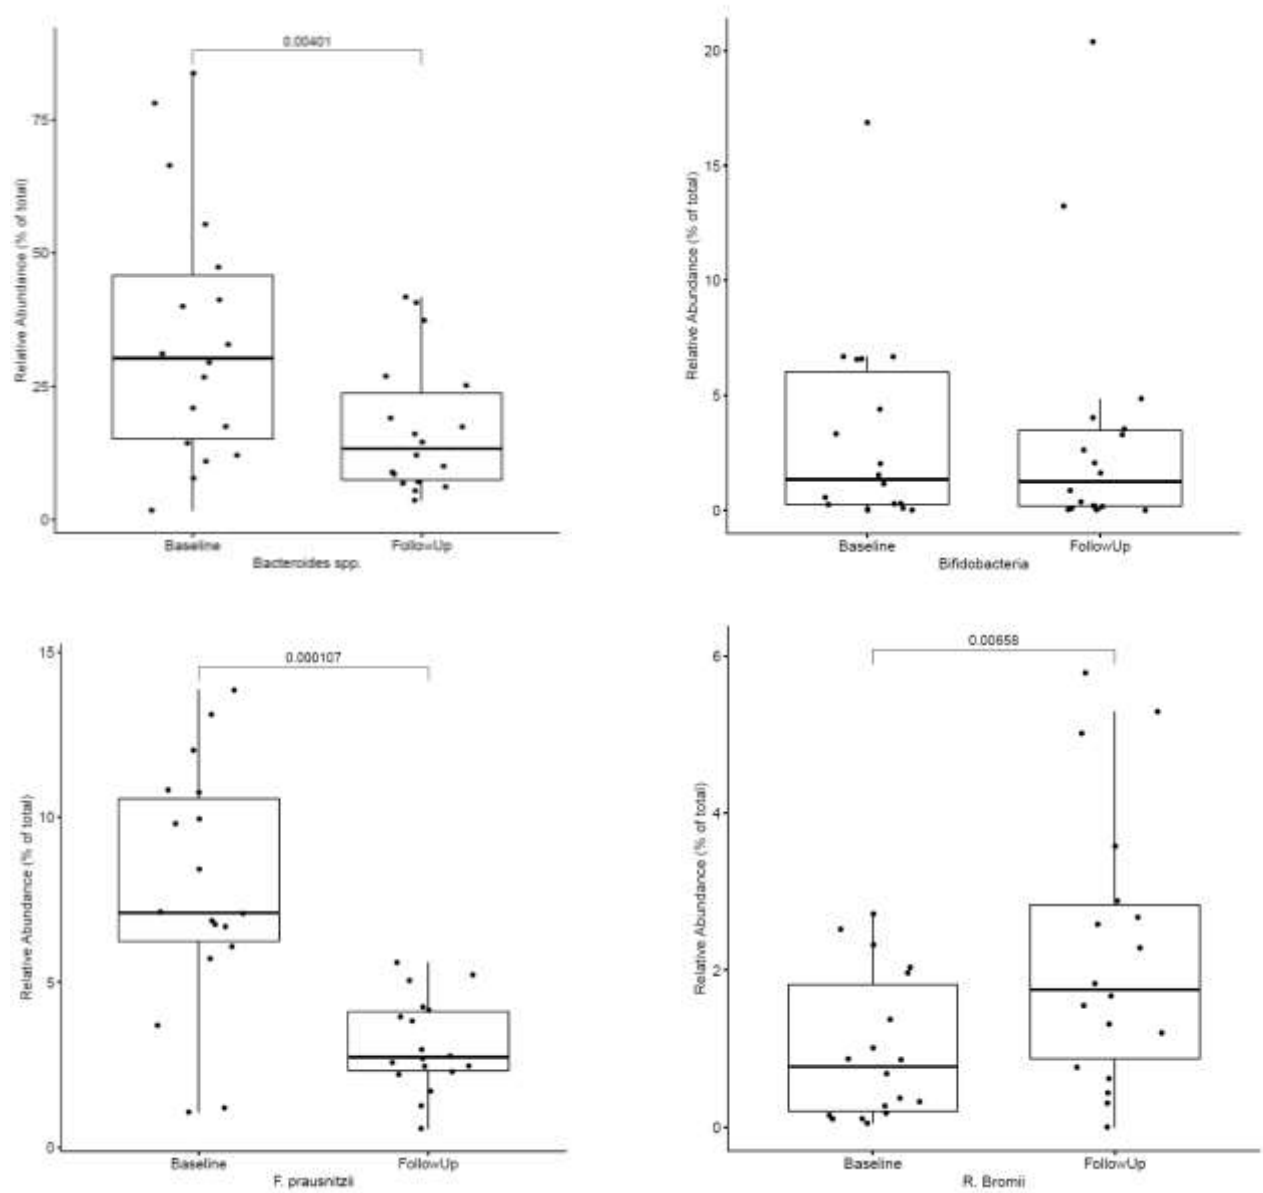 0.00401
Relative Abundance (% of total)
75
50
25
0
Baseline
FollowUp
Bacteroides spp.
Relative Abundance (% of total)
20
15
10
5
0
Baseline
FollowUp
Bifidobacteria
0.000107
Relative Abundance (% of total)
15
10
5
0
Baseline
FollowUp
F. prausnitzii
0.00658
Relative Abundance (% of total)
6
4
2
0
Baseline
FollowUp
R. Bromii